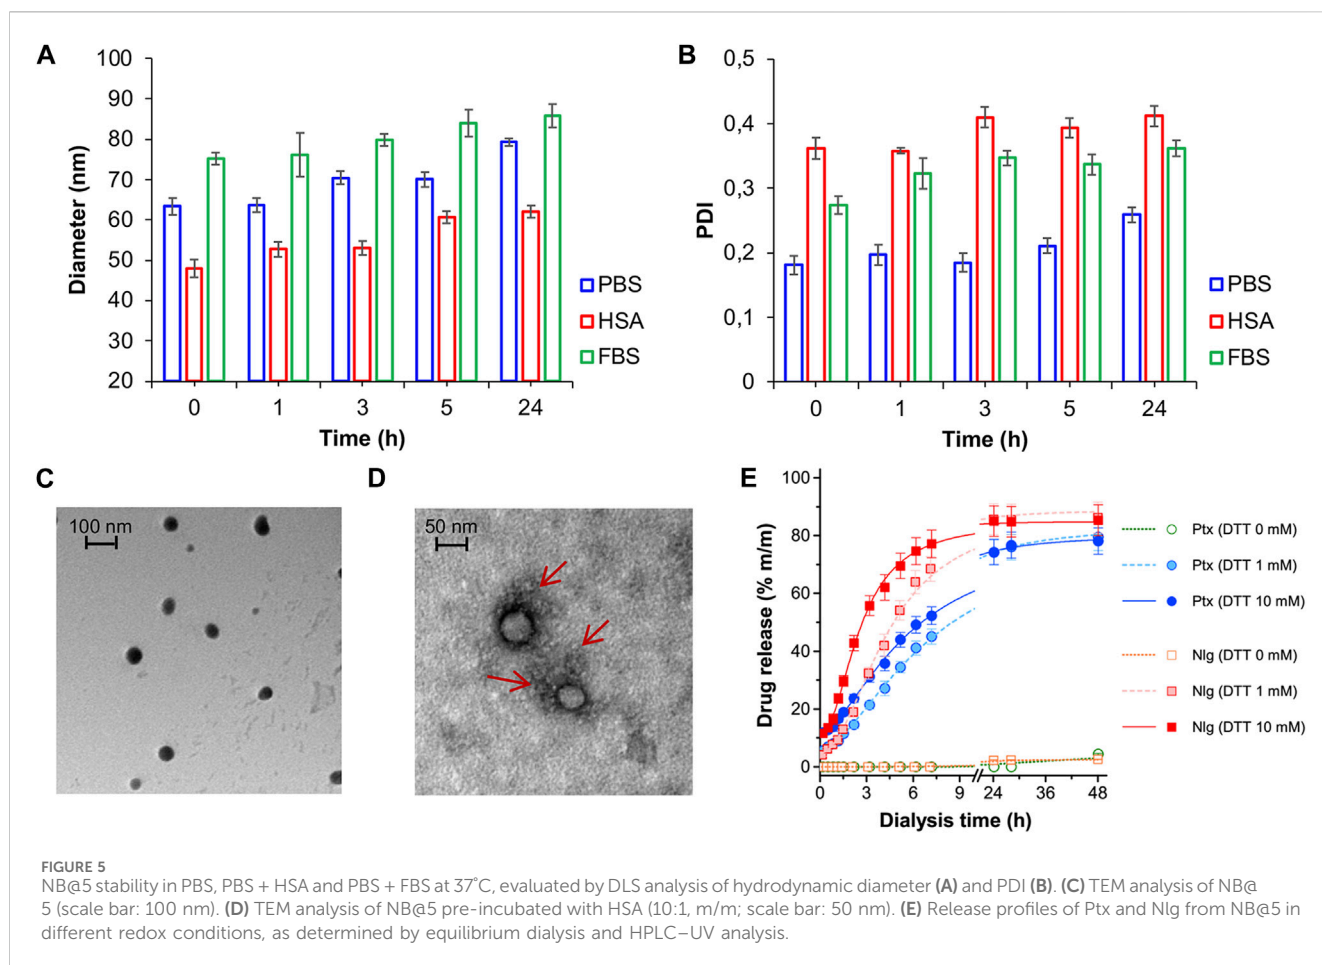 A
100
90
80
70
60
50
40
30
20
Diameter (nm)
0 1 3 5 24
Time (h)
PBS
HSA
FBS
B
0,5
0,4
0,3
0,2
0,1
0
PDI
0 1 3 5 24
Time (h)
PBS
HSA
FBS
C
100 nm
D
50 nm
E
100
80
60
40
20
0
Drug release (% m/m)
0 3 6 9 24 36 48
Dialysis time (h)
Ptx (DTT 0 mM)
Ptx (DTT 1 mM)
Ptx (DTT 10 mM)
Nlg (DTT 0 mM)
Nlg (DTT 1 mM)
Nlg (DTT 10 mM)
FIGURE 5
NB@5 stability in PBS, PBS + HSA and PBS + FBS at 37˚C, evaluated by DLS analysis of hydrodynamic diameter (A) and PDI (B). (C) TEM analysis of NB@
5 (scale bar: 100 nm). (D) TEM analysis of NB@5 pre-incubated with HSA (10:1, m/m; scale bar: 50 nm). (E) Release profiles of Ptx and Nlg from NB@5 in
different redox conditions, as determined by equilibrium dialysis and HPLC–UV analysis.